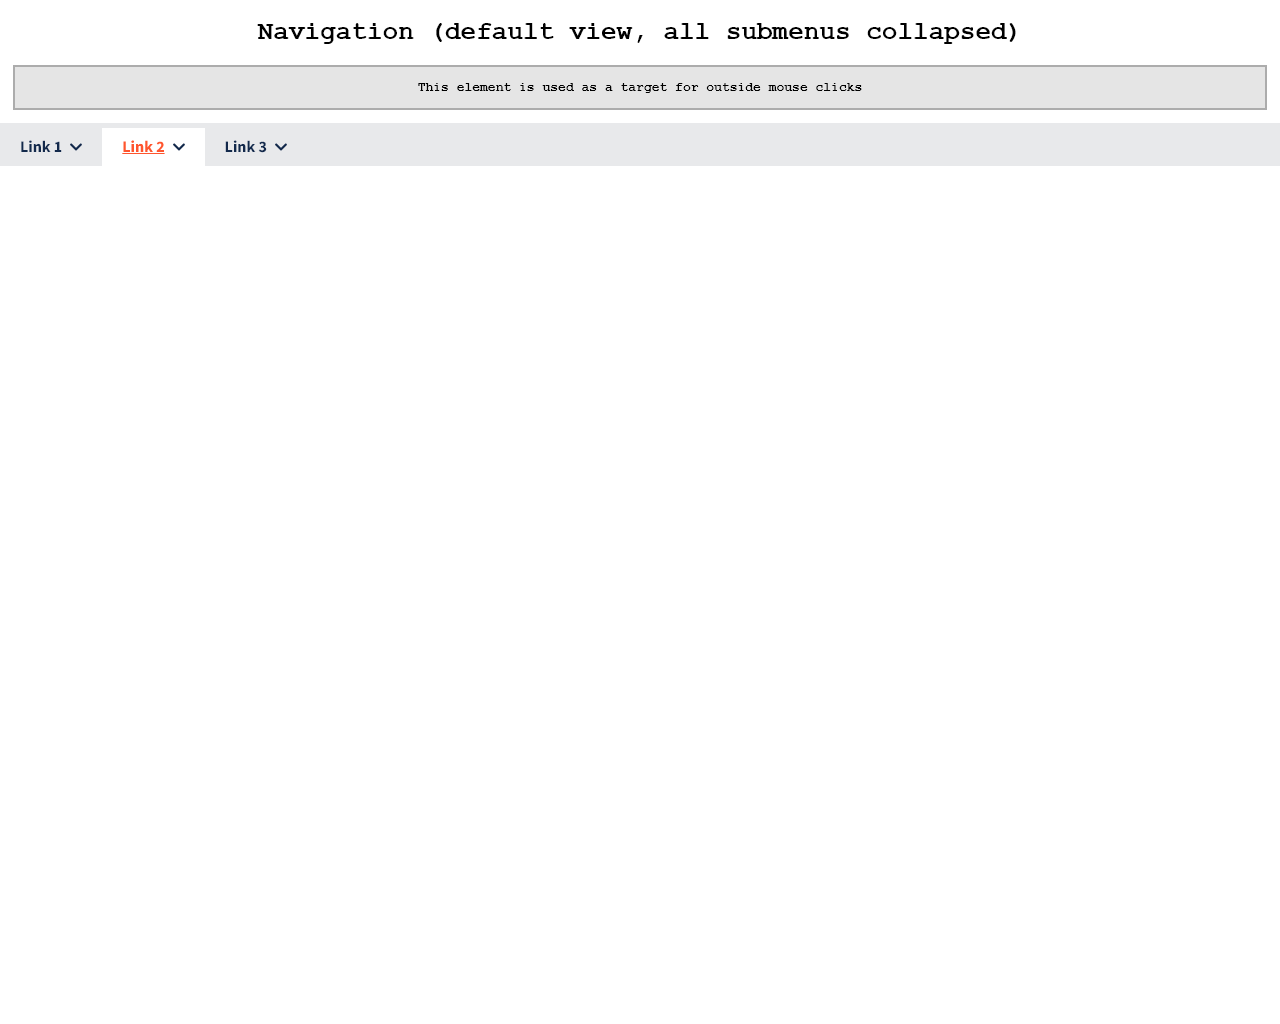 Navigation (default view, all submenus collapsed)
This element is used as a target for outside mouse clicks
Link 1 Link 2 Link 3